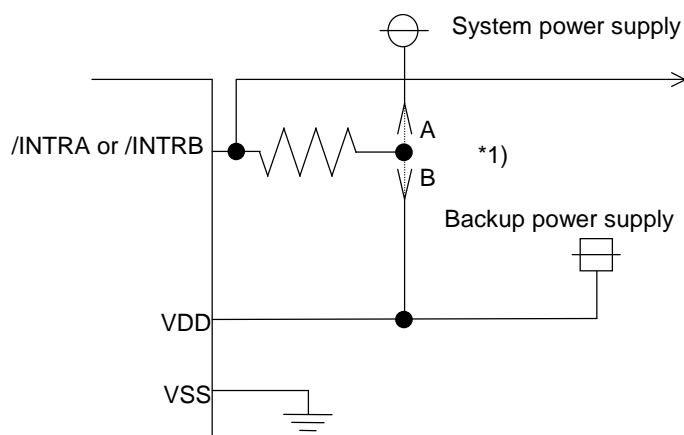 System power supply
A
/INTRA or /INTRB
*1)
B
Backup power supply
VDD
VSS